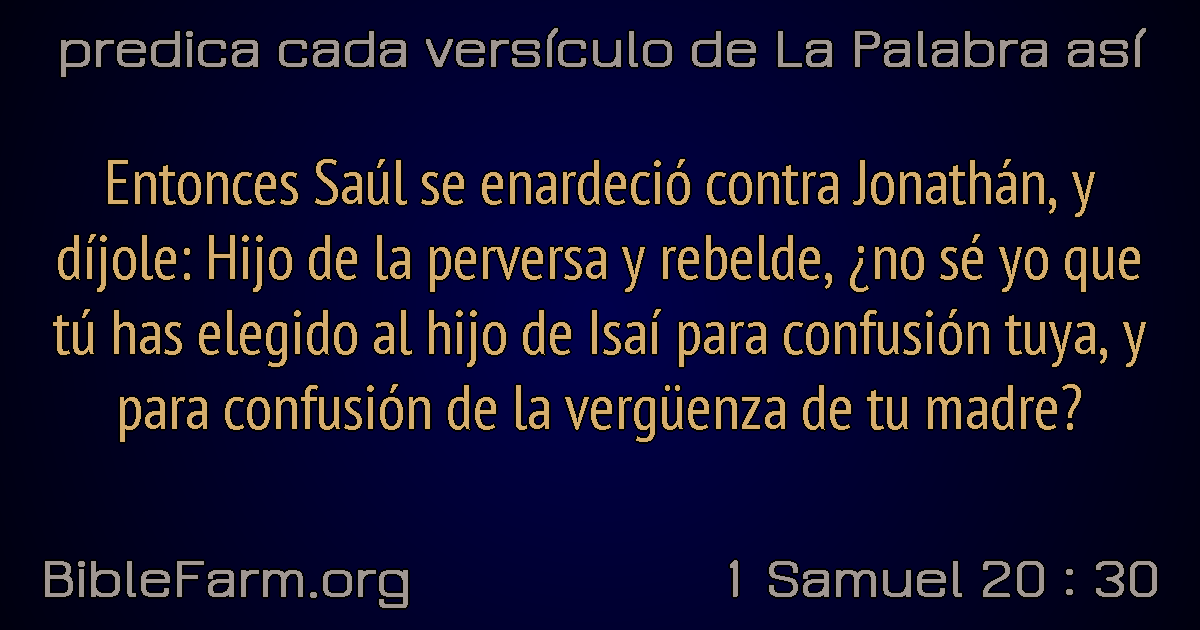 predica cada versículo de La Palabra así
Entonces Saúl se enardeció contra Jonathán, y
díjole: Hijo de la perversa y rebelde, ¿no sé yo que
tú has elegido al hijo de Isaí para confusión tuya, y
para confusión de la vergüenza de tu madre?
BibleFarm.org
1 Samuel 20 : 30